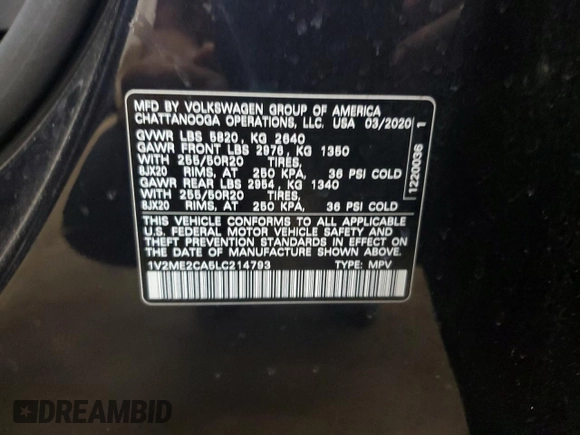 MFD BY VOLKSWAGEN GROUP OF AMERICA
CHATTANOOGA OPERATIONS, LLC. USA 03/2020
GVWR LBS 5820, KG 2640
GAWR FRONT LBS 2976, KG 1350
WITH 255/50R20 TIRES,
8JX20 RIMS, AT 250 KPA, 36 PSI COLD
GAWR REAR LBS 2954, KG 1340
WITH 255/50R20 TIRES,
8JX20 RIMS, AT 250 KPA, 36 PSI COLD
THIS VEHICLE CONFORMS TO ALL APPLICABLE
U.S. FEDERAL MOTOR VEHICLE SAFETY AND
THEFT PREVENTION STANDARDS IN EFFECT ON
THE DATE OF MANUFACTURE SHOWN ABOVE.
1V2ME2CA5LC214793 TYPE: MPV
1220036 1
DREAMBID